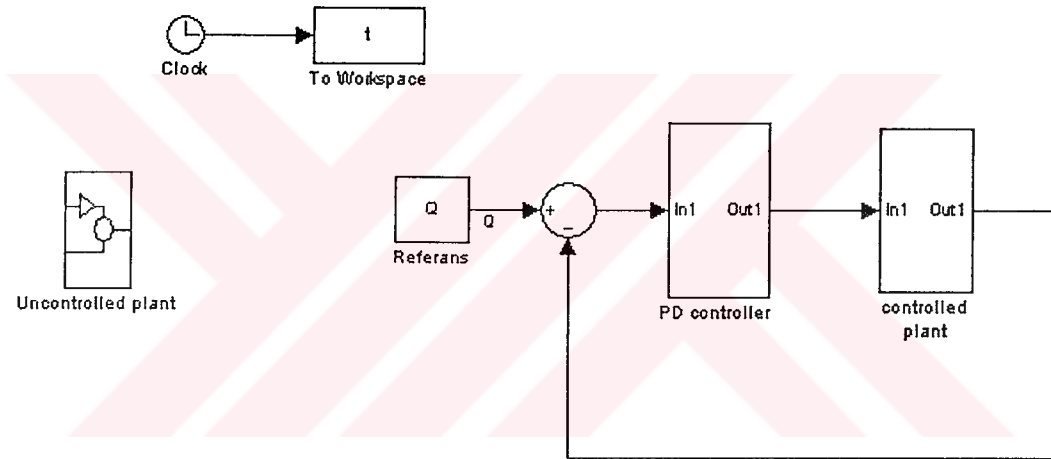 t
Clock
To Workspace
Q
Q
Referans
+
−
In1
Out1
PD controller
In1
Out1
controlled
plant
Uncontrolled plant